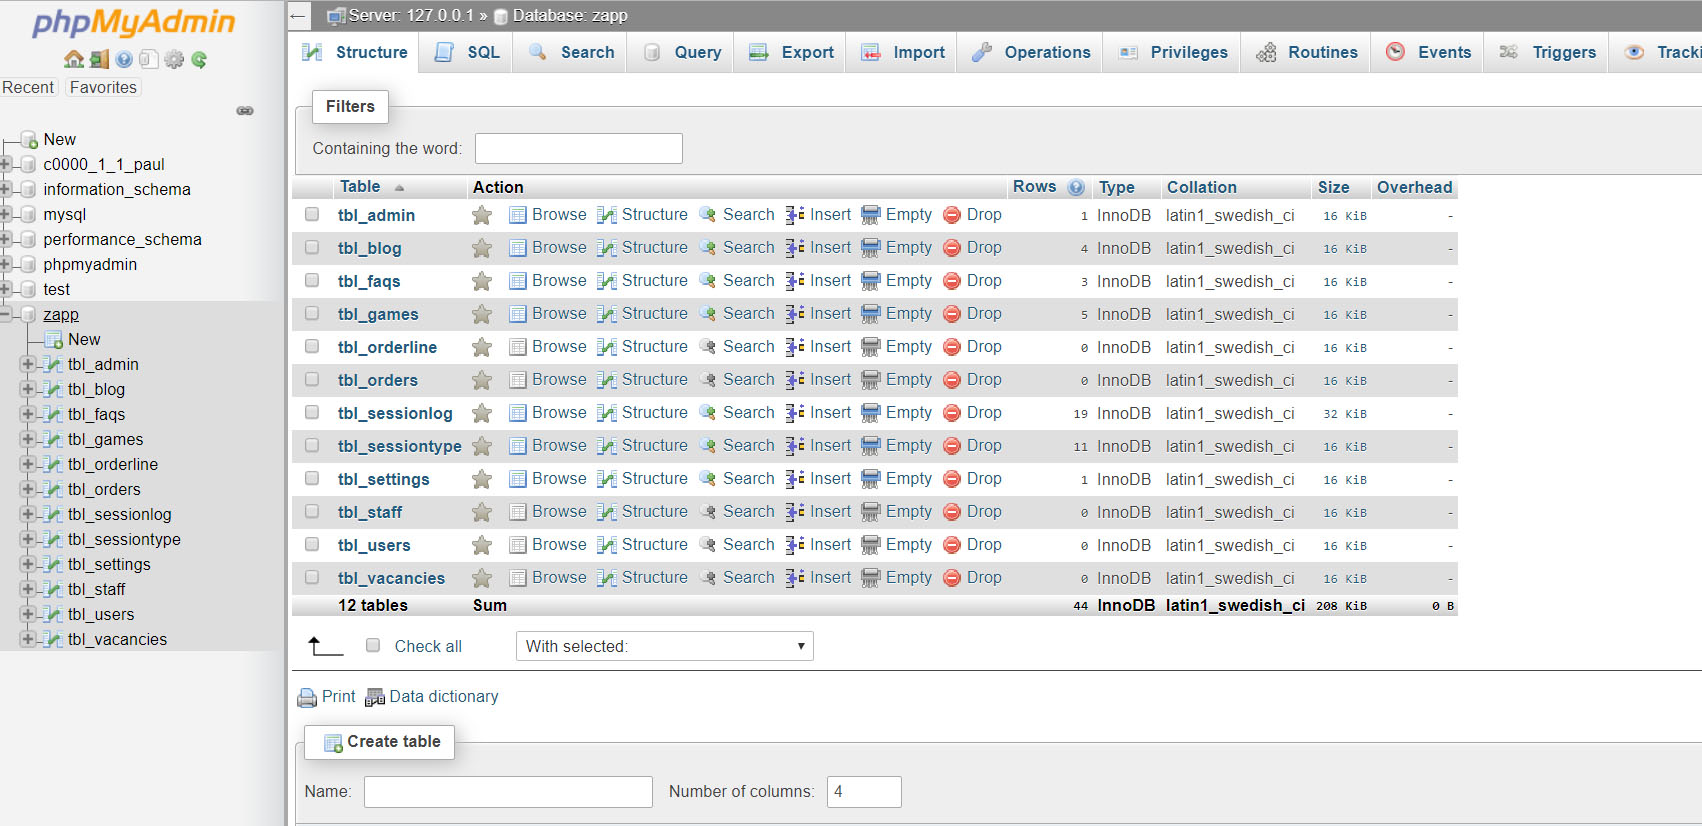 phpMyAdmin
Recent Favorites
New
c0000_1_1_paul
information_schema
mysql
performance_schema
phpmyadmin
test
zapp
New
tbl_admin
tbl_blog
tbl_faqs
tbl_games
tbl_orderline
tbl_orders
tbl_sessionlog
tbl_sessiontype
tbl_settings
tbl_staff
tbl_users
tbl_vacancies
Server: 127.0.0.1 » Database: zapp
Structure SQL Search Query Export Import Operations Privileges Routines Events Triggers Tracki
Filters
Containing the word:
Table Action Rows Type Collation Size Overhead
tbl_admin Browse Structure Search Insert Empty Drop 1 InnoDB latin1_swedish_ci 16 KiB -
tbl_blog Browse Structure Search Insert Empty Drop 4 InnoDB latin1_swedish_ci 16 KiB -
tbl_faqs Browse Structure Search Insert Empty Drop 3 InnoDB latin1_swedish_ci 16 KiB -
tbl_games Browse Structure Search Insert Empty Drop 5 InnoDB latin1_swedish_ci 16 KiB -
tbl_orderline Browse Structure Search Insert Empty Drop 0 InnoDB latin1_swedish_ci 16 KiB -
tbl_orders Browse Structure Search Insert Empty Drop 0 InnoDB latin1_swedish_ci 16 KiB -
tbl_sessionlog Browse Structure Search Insert Empty Drop 19 InnoDB latin1_swedish_ci 32 KiB -
tbl_sessiontype Browse Structure Search Insert Empty Drop 11 InnoDB latin1_swedish_ci 16 KiB -
tbl_settings Browse Structure Search Insert Empty Drop 1 InnoDB latin1_swedish_ci 16 KiB -
tbl_staff Browse Structure Search Insert Empty Drop 0 InnoDB latin1_swedish_ci 16 KiB -
tbl_users Browse Structure Search Insert Empty Drop 0 InnoDB latin1_swedish_ci 16 KiB -
tbl_vacancies Browse Structure Search Insert Empty Drop 0 InnoDB latin1_swedish_ci 16 KiB -
12 tables Sum 44 InnoDB latin1_swedish_ci 208 KiB 0 B
Check all With selected:
Print Data dictionary
Create table
Name: Number of columns: 4